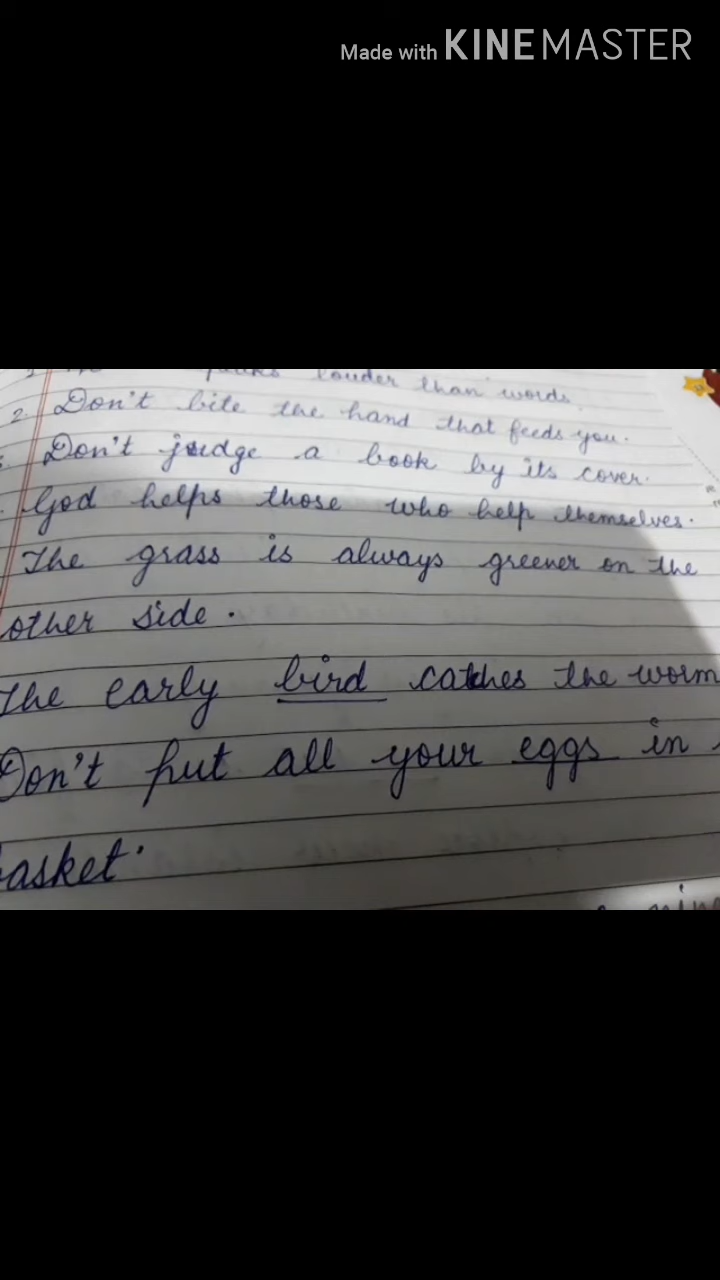 Made with KINEMASTER
louder than words.
2. Don't bite the hand that feeds you.
Don't judge a book by its cover.
God helps those who help themselves.
The grass is always greener on the
other side.
The early bird catches the worm
Don't put all your eggs in
basket.